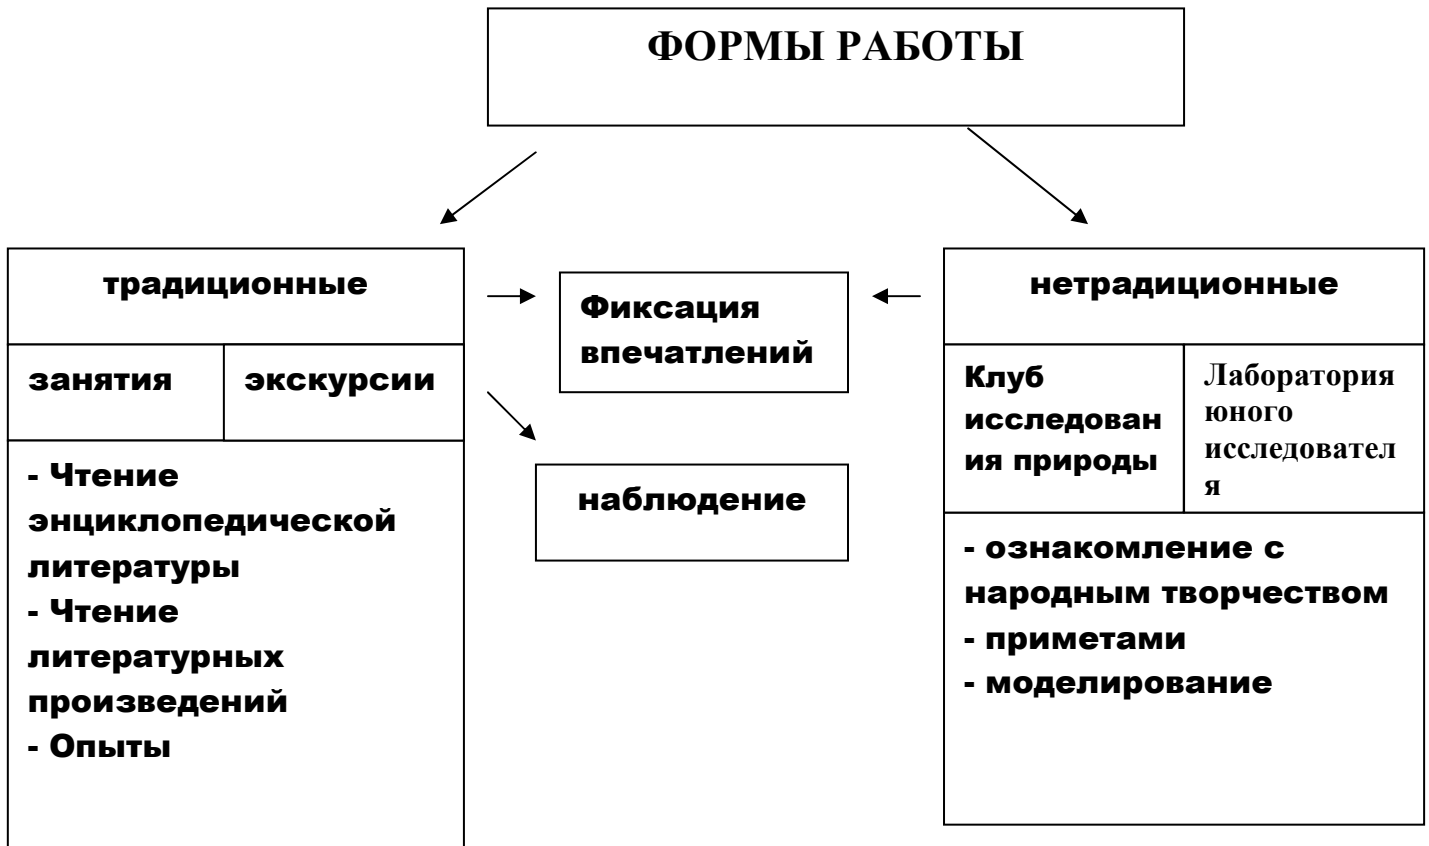 ФОРМЫ РАБОТЫ
традиционные
занятия
экскурсии
- Чтение
энциклопедической
литературы
- Чтение
литературных
произведений
- Опыты
Фиксация
впечатлений
наблюдение
нетрадиционные
Клуб
исследован
ия природы
Лаборатория
юного
исследовател
я
- ознакомление с
народным творчеством
- приметами
- моделирование